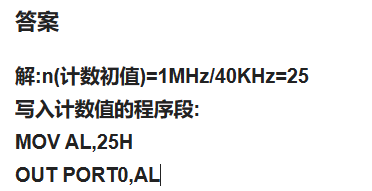 答案
解:n(计数初值)=1MHz/40KHz=25
写入计数值的程序段:
MOV AL,25H
OUT PORT0,AL